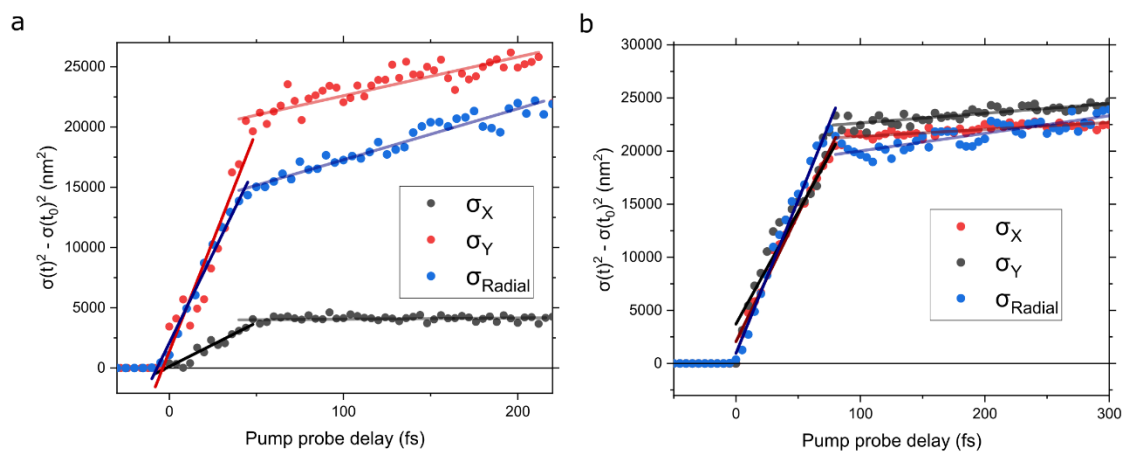 a
σ(t)² - σ(t₀)² (nm²)
25000
20000
15000
10000
5000
0
σX
σY
σRadial
0
100
200
Pump probe delay (fs)
b
σ(t)² - σ(t₀)² (nm²)
30000
25000
20000
15000
10000
5000
0
σX
σY
σRadial
0
100
200
300
Pump probe delay (fs)